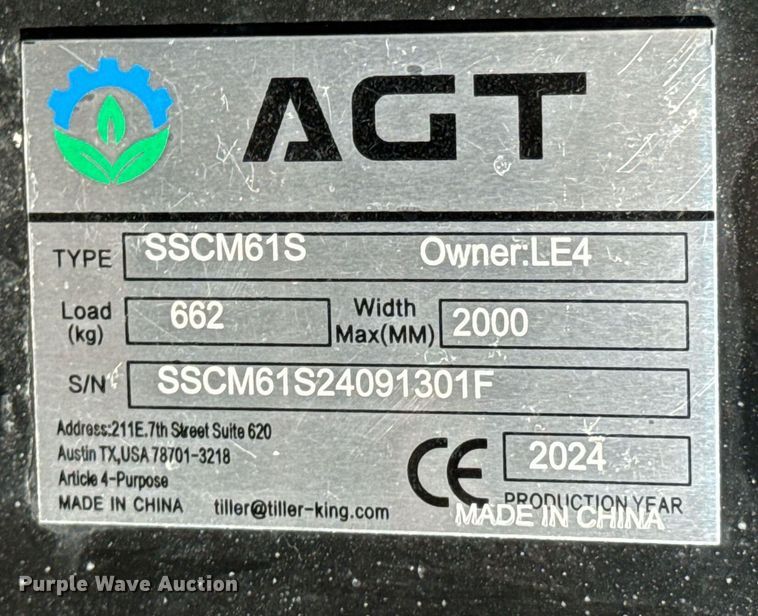 AGT
TYPE SSCM61S Owner:LE4
Load (kg) 662 Width Max(MM) 2000
S/N SSCM61S24091301F
Address:211E.7th Street Suite 620
Austin TX,USA 78701-3218
Article 4-Purpose
MADE IN CHINA tiller@tiller-king.com
CE 2024
PRODUCTION YEAR
MADE IN CHINA
Purple Wave Auction